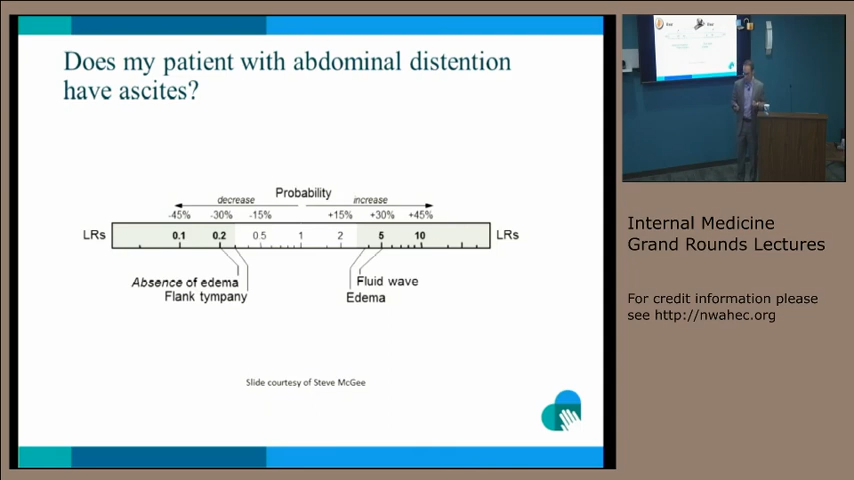 Does my patient with abdominal distention
have ascites?
Probability
decrease increase
-45% -30% -15% +15% +30% +45%
LRs 0.1 0.2 0.5 1 2 5 10 LRs
Absence of edema
Flank tympany
Fluid wave
Edema
Slide courtesy of Steve McGee
Internal Medicine
Grand Rounds Lectures
For credit information please
see http://nwahec.org